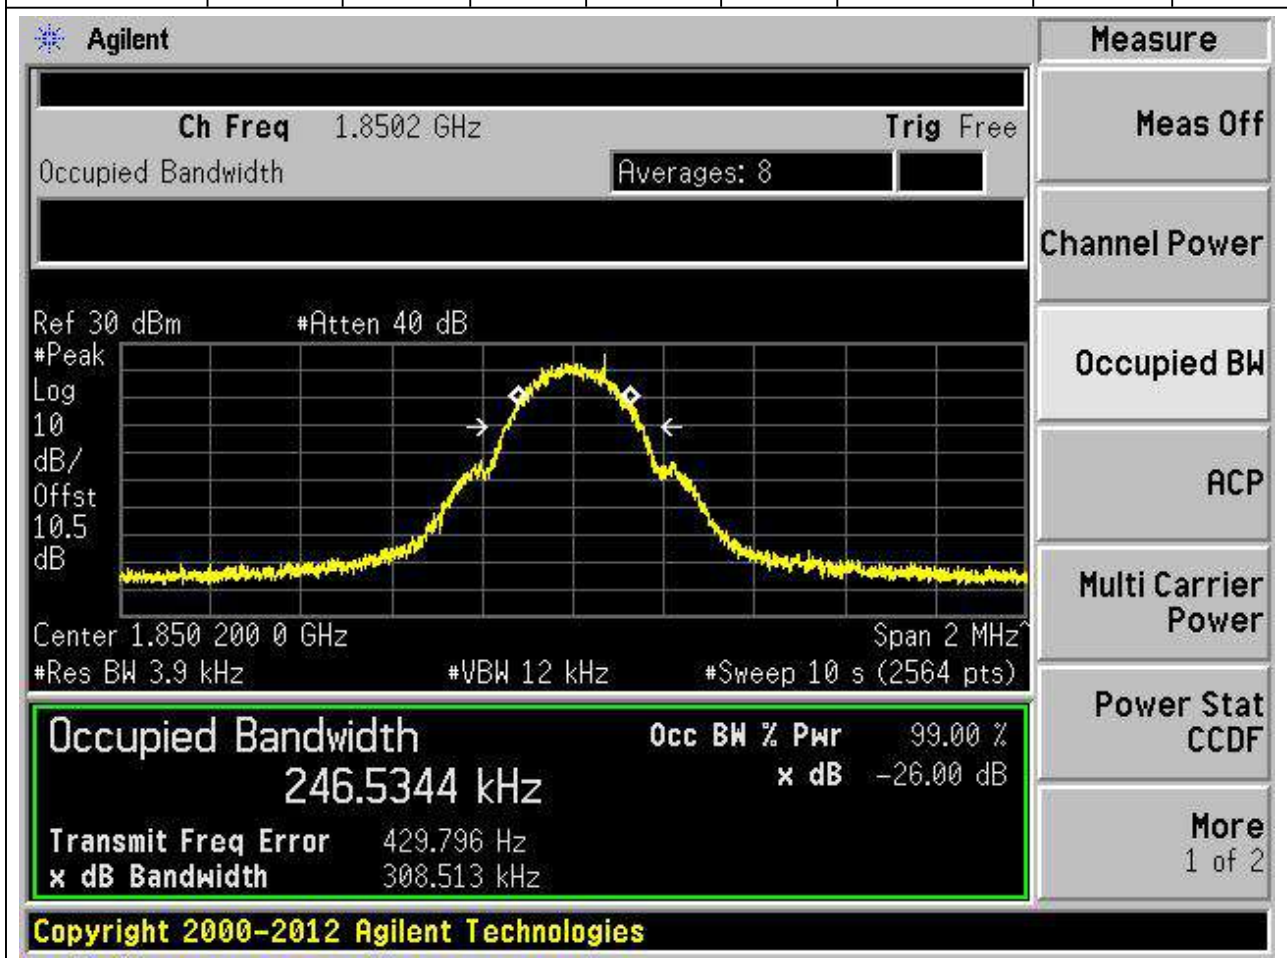 Agilent
Measure
Ch Freq 1.8502 GHz Trig Free
Meas Off
Occupied Bandwidth Averages: 8
Channel Power
Ref 30 dBm #Atten 40 dB
#Peak
Log
10
dB/
Offst
10.5
dB
Occupied BW
ACP
Center 1.850 200 0 GHz Span 2 MHz^
#Res BW 3.9 kHz #VBW 12 kHz #Sweep 10 s (2564 pts)
Multi Carrier
Power
Occupied Bandwidth Occ BW % Pwr 99.00 %
246.5344 kHz x dB -26.00 dB
Power Stat
CCDF
Transmit Freq Error 429.796 Hz
x dB Bandwidth 308.513 kHz
More
1 of 2
Copyright 2000-2012 Agilent Technologies